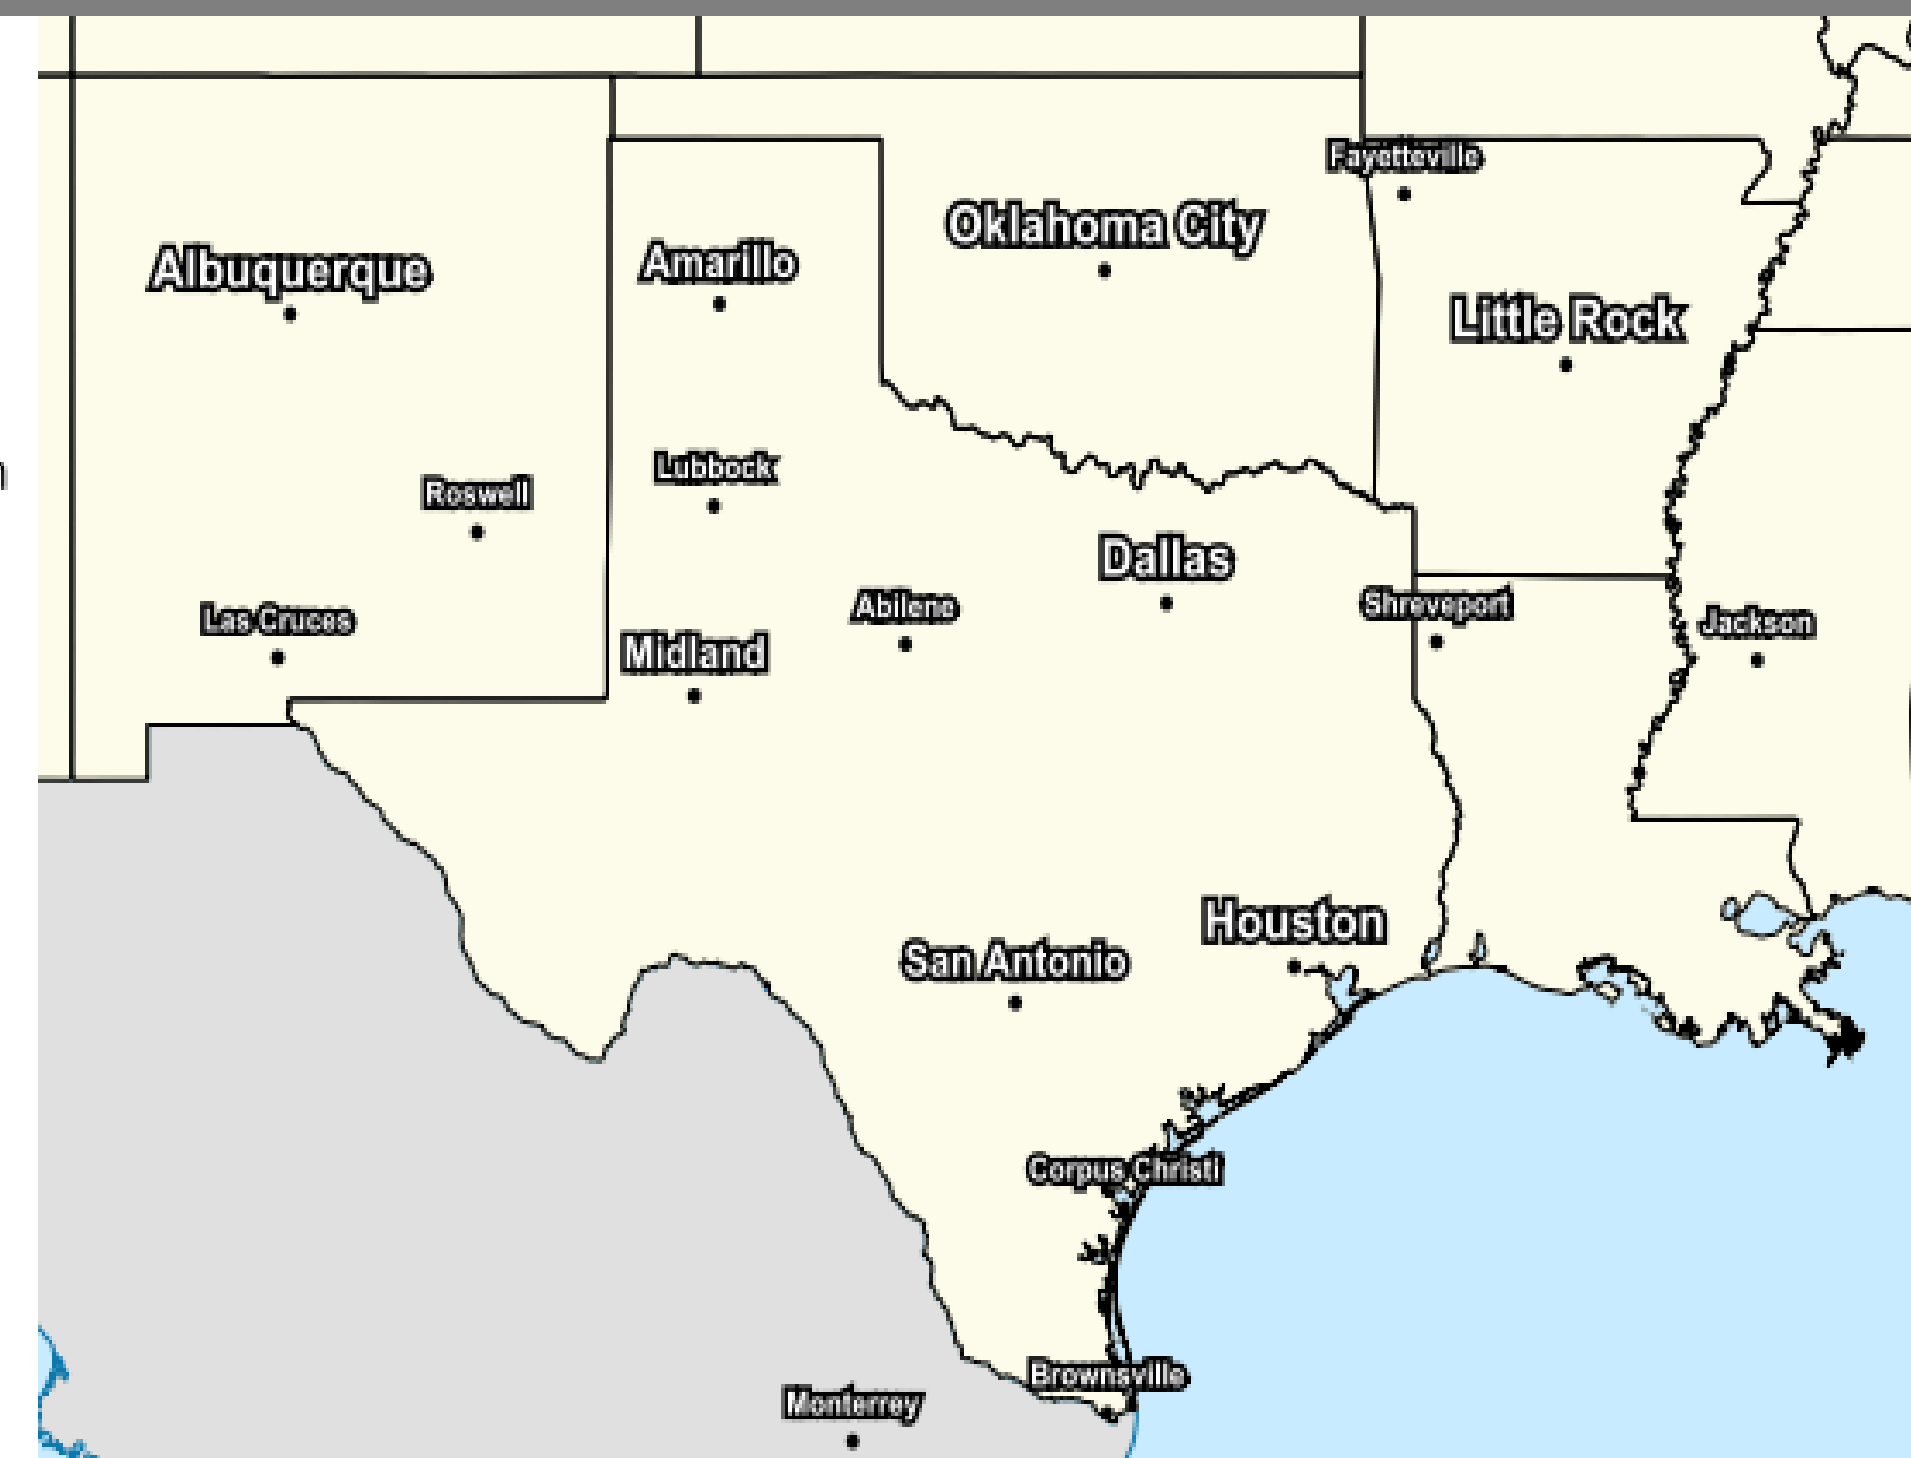 Fayetteville
Oklahoma City
Albuquerque
Amarillo
Little Rock
Lubbock
Roswell
Dallas
Abilene
Shreveport
Las Cruces
Jackson
Midland
Houston
San Antonio
Corpus Christi
Brownsville
Monterrey